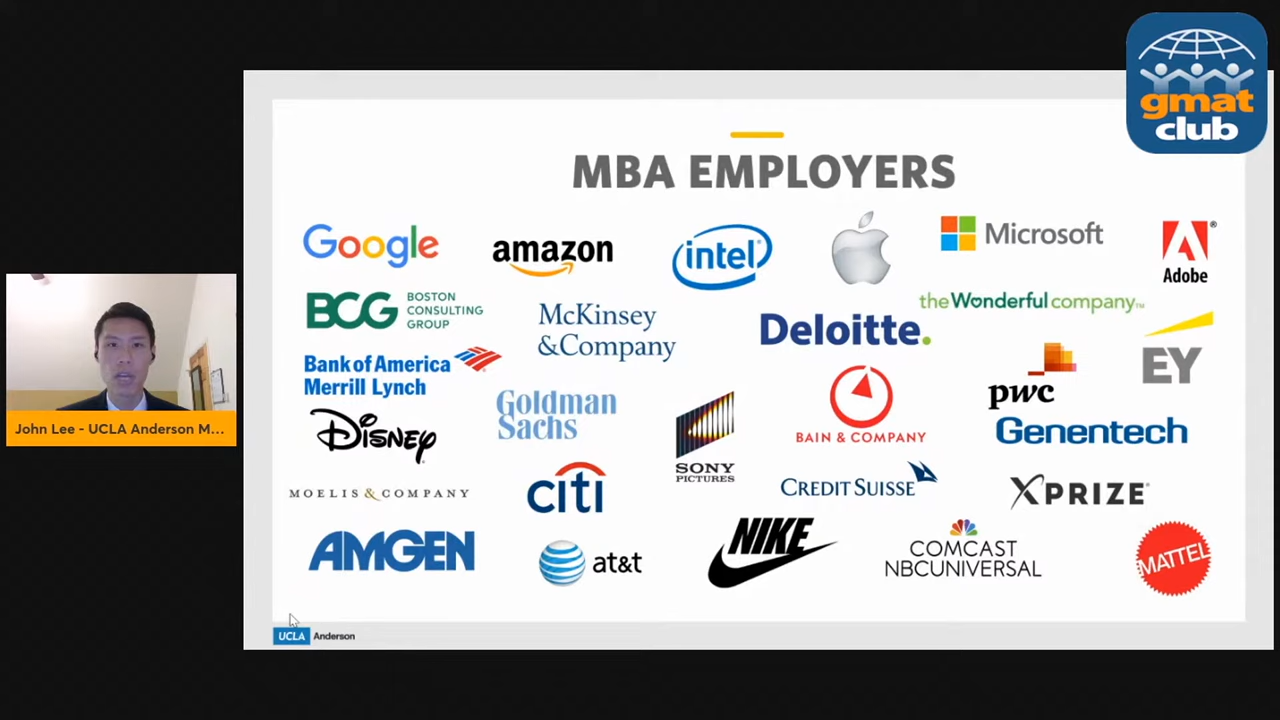 gmat
club
MBA EMPLOYERS
Google
amazon
intel
Microsoft
Adobe
BCG BOSTON
CONSULTING
GROUP
McKinsey
&Company
Deloitte.
the Wonderful company™
EY
Bank of America
Merrill Lynch
Goldman
Sachs
SONY
PICTURES
BAIN & COMPANY
pwc
Genentech
DISNEY
MOELIS & COMPANY
citi
CREDIT SUISSE
XPRIZE
AMGEN
at&t
NIKE
COMCAST
NBCUNIVERSAL
MATTEL
UCLA Anderson
John Lee - UCLA Anderson M...